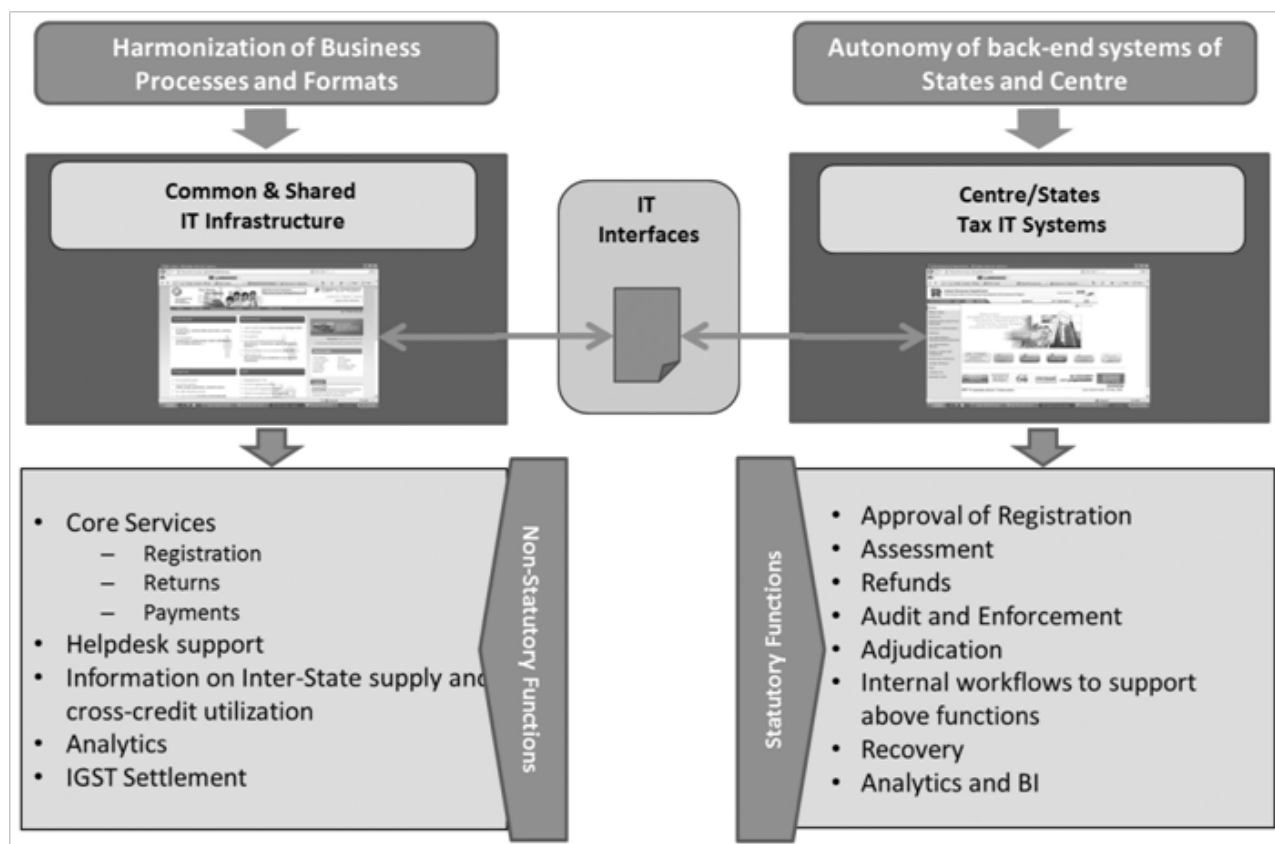 Harmonization of Business
Processes and Formats
Autonomy of back-end systems of
States and Centre
Common & Shared
IT Infrastructure
IT
Interfaces
Centre/States
Tax IT Systems
• Core Services
– Registration
– Returns
– Payments
• Helpdesk support
• Information on Inter-State supply and
cross-credit utilization
• Analytics
• IGST Settlement
Non-Statutory Functions
Statutory Functions
• Approval of Registration
• Assessment
• Refunds
• Audit and Enforcement
• Adjudication
• Internal workflows to support
above functions
• Recovery
• Analytics and BI